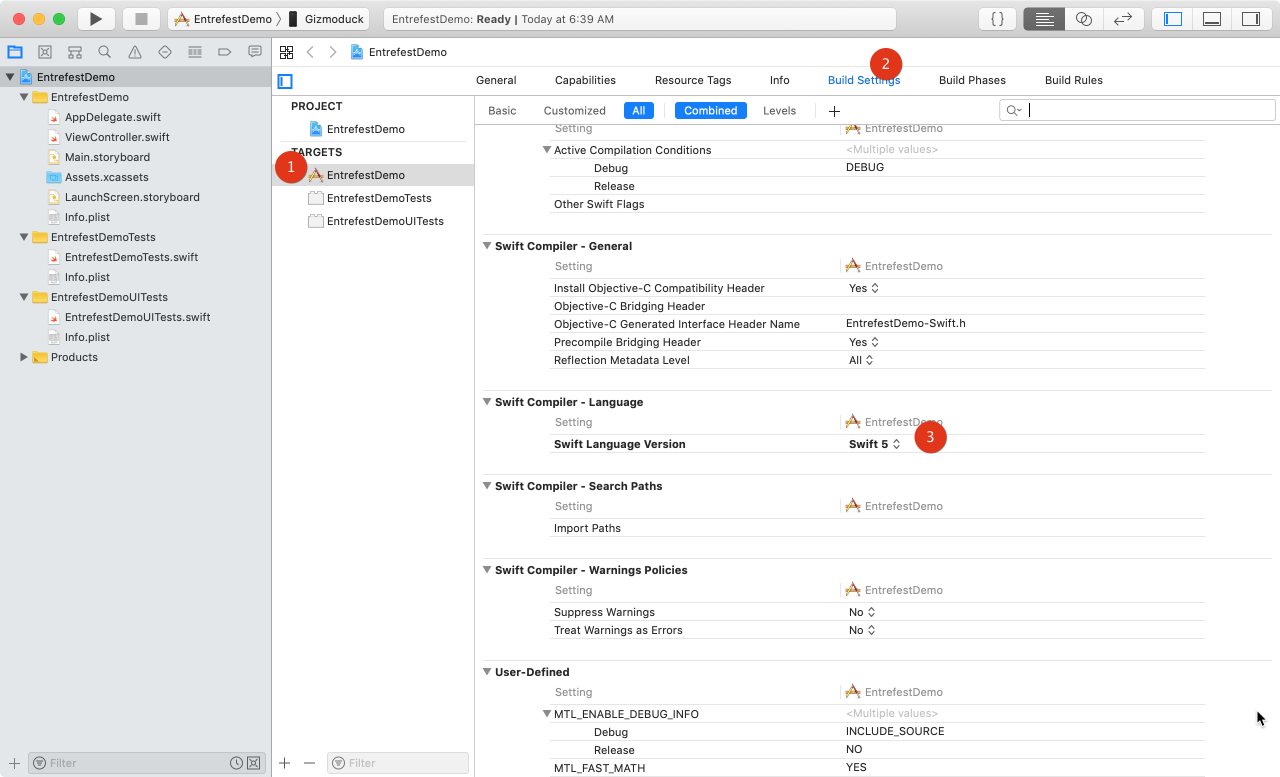 EntrefestDemo
Gizmoduck
EntrefestDemo: Ready | Today at 6:39 AM
EntrefestDemo
EntrefestDemo
EntrefestDemo
AppDelegate.swift
ViewController.swift
Main.storyboard
Assets.xcassets
LaunchScreen.storyboard
Info.plist
EntrefestDemoTests
EntrefestDemoTests.swift
Info.plist
EntrefestDemoUITests
EntrefestDemoUITests.swift
Info.plist
Products
Filter
General
Capabilities
Resource Tags
Info
Build Settings
2
Build Phases
Build Rules
PROJECT
EntrefestDemo
TARGETS
1
EntrefestDemo
EntrefestDemoTests
EntrefestDemoUITests
Filter
Basic
Customized
All
Combined
Levels
Setting EntrefestDemo
Active Compilation Conditions <Multiple values>
Debug DEBUG
Release
Other Swift Flags
Swift Compiler - General
Setting EntrefestDemo
Install Objective-C Compatibility Header Yes
Objective-C Bridging Header
Objective-C Generated Interface Header Name EntrefestDemo-Swift.h
Precompile Bridging Header Yes
Reflection Metadata Level All
Swift Compiler - Language
Setting EntrefestDemo
Swift Language Version Swift 5
3
Swift Compiler - Search Paths
Setting EntrefestDemo
Import Paths
Swift Compiler - Warnings Policies
Setting EntrefestDemo
Suppress Warnings No
Treat Warnings as Errors No
User-Defined
Setting EntrefestDemo
MTL_ENABLE_DEBUG_INFO <Multiple values>
Debug INCLUDE_SOURCE
Release NO
MTL_FAST_MATH YES